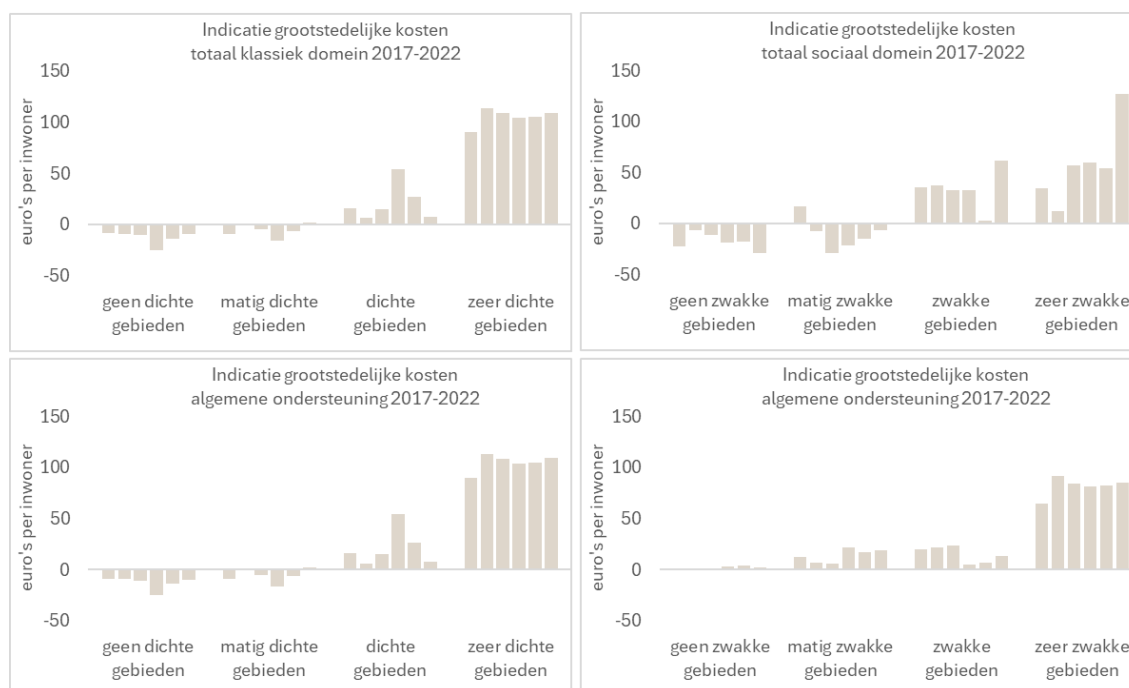 Indicatie grootstedelijke kosten
totaal klassiek domein 2017-2022
euro's per inwoner
150
100
50
0
-50
geen dichte
gebieden
matig dichte
gebieden
dichte
gebieden
zeer dichte
gebieden
Indicatie grootstedelijke kosten
totaal sociaal domein 2017-2022
euro's per inwoner
150
100
50
0
-50
geen zwakke
gebieden
matig zwakke
gebieden
zwakke
gebieden
zeer zwakke
gebieden
Indicatie grootstedelijke kosten
algemene ondersteuning 2017-2022
euro's per inwoner
150
100
50
0
-50
geen dichte
gebieden
matig dichte
gebieden
dichte
gebieden
zeer dichte
gebieden
Indicatie grootstedelijke kosten
algemene ondersteuning 2017-2022
euro's per inwoner
150
100
50
0
-50
geen zwakke
gebieden
matig zwakke
gebieden
zwakke
gebieden
zeer zwakke
gebieden